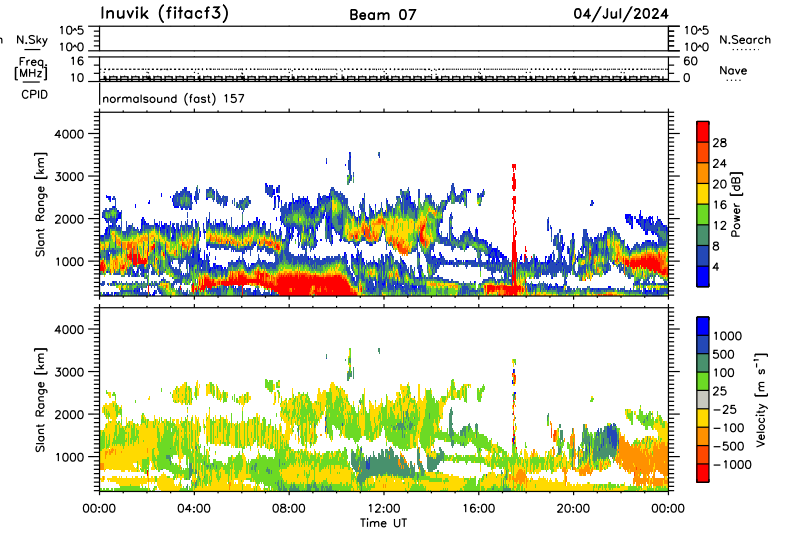 Inuvik (fitacf3) Beam 07 04/Jul/2024
10^5 10^5
n N.Sky N.Search
10^0 10^0
16 60
Freq. [MHz] Nave
10 0
CPID normalsound (fast) 157
4000
3000
2000
1000
Slant Range [km]
28
24
20
16
12
8
4
Power [dB]
4000
3000
2000
1000
Slant Range [km]
1000
500
100
25
-25
-100
-500
-1000
Velocity [m s⁻¹]
00:00 04:00 08:00 12:00 16:00 20:00 00:00
Time UT